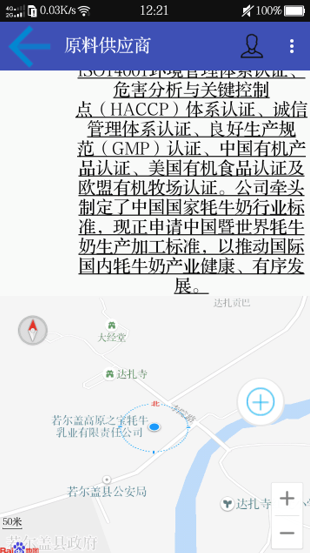 4G 2G 0.03K/s 12:21 100%
原料供应商
ISO14001环境管理体系认证、
危害分析与关键控制
点（HACCP）体系认证、诚信
管理体系认证、良好生产规
范（GMP）认证、中国有机产
品认证、美国有机食品认证及
欧盟有机牧场认证。公司牵头
制定了中国国家牦牛奶行业标
准，现正申请中国暨世界牦牛
奶生产加工标准，以推动国际
国内牦牛奶产业健康、有序发
展。
达扎贡巴
大经堂
达扎寺
北
若尔盖高原之宝牦牛
乳业有限责任公司
若尔盖县公安局
达扎寺
小
50米
若尔盖县政府
Bai 地图